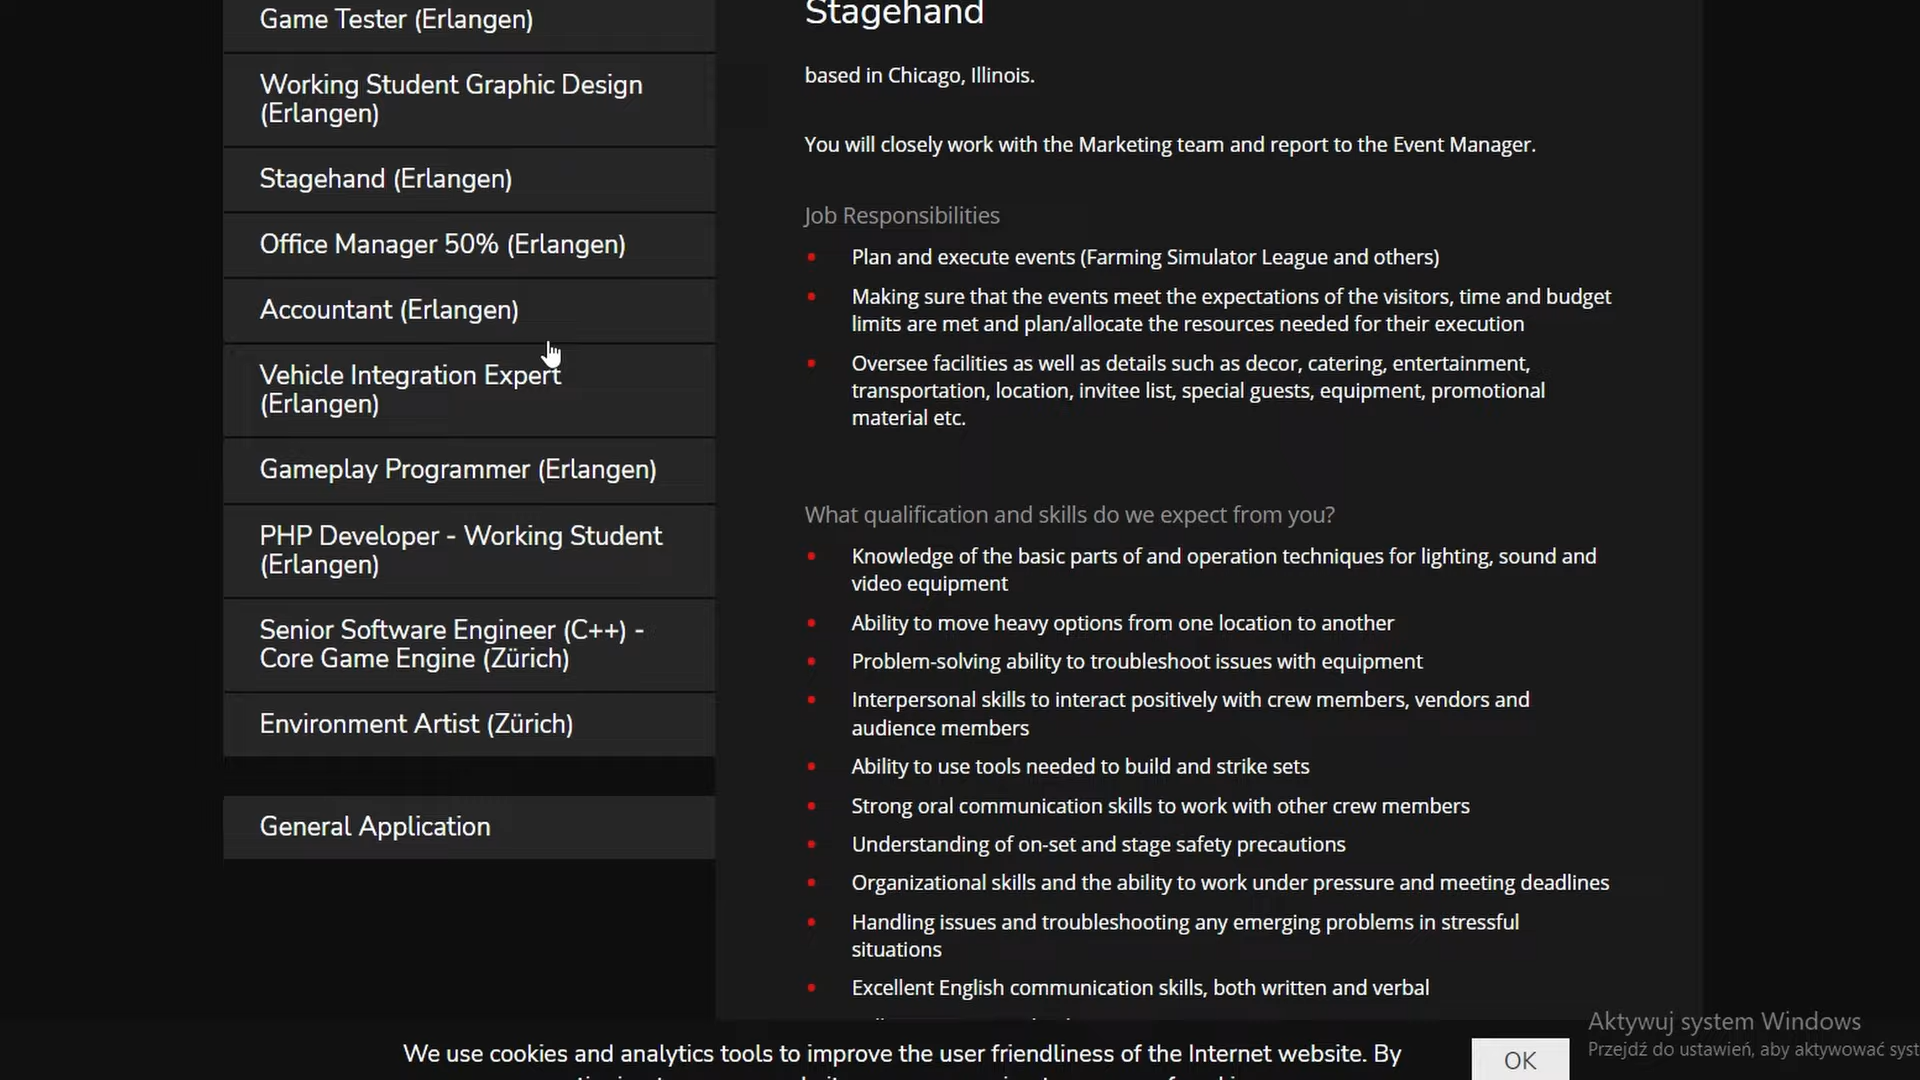 Game Tester (Erlangen)
Working Student Graphic Design
(Erlangen)
Stagehand (Erlangen)
Office Manager 50% (Erlangen)
Accountant (Erlangen)
Vehicle Integration Expert
(Erlangen)
Gameplay Programmer (Erlangen)
PHP Developer - Working Student
(Erlangen)
Senior Software Engineer (C++) -
Core Game Engine (Zürich)
Environment Artist (Zürich)
General Application
Stagehand
based in Chicago, Illinois.
You will closely work with the Marketing team and report to the Event Manager.
Job Responsibilities
Plan and execute events (Farming Simulator League and others)
Making sure that the events meet the expectations of the visitors, time and budget
limits are met and plan/allocate the resources needed for their execution
Oversee facilities as well as details such as decor, catering, entertainment,
transportation, location, invitee list, special guests, equipment, promotional
material etc.
What qualification and skills do we expect from you?
Knowledge of the basic parts of and operation techniques for lighting, sound and
video equipment
Ability to move heavy options from one location to another
Problem-solving ability to troubleshoot issues with equipment
Interpersonal skills to interact positively with crew members, vendors and
audience members
Ability to use tools needed to build and strike sets
Strong oral communication skills to work with other crew members
Understanding of on-set and stage safety precautions
Organizational skills and the ability to work under pressure and meeting deadlines
Handling issues and troubleshooting any emerging problems in stressful
situations
Excellent English communication skills, both written and verbal
We use cookies and analytics tools to improve the user friendliness of the Internet website. By
OK
Aktywuj system Windows
Przejdź do ustawień, aby aktywować syst